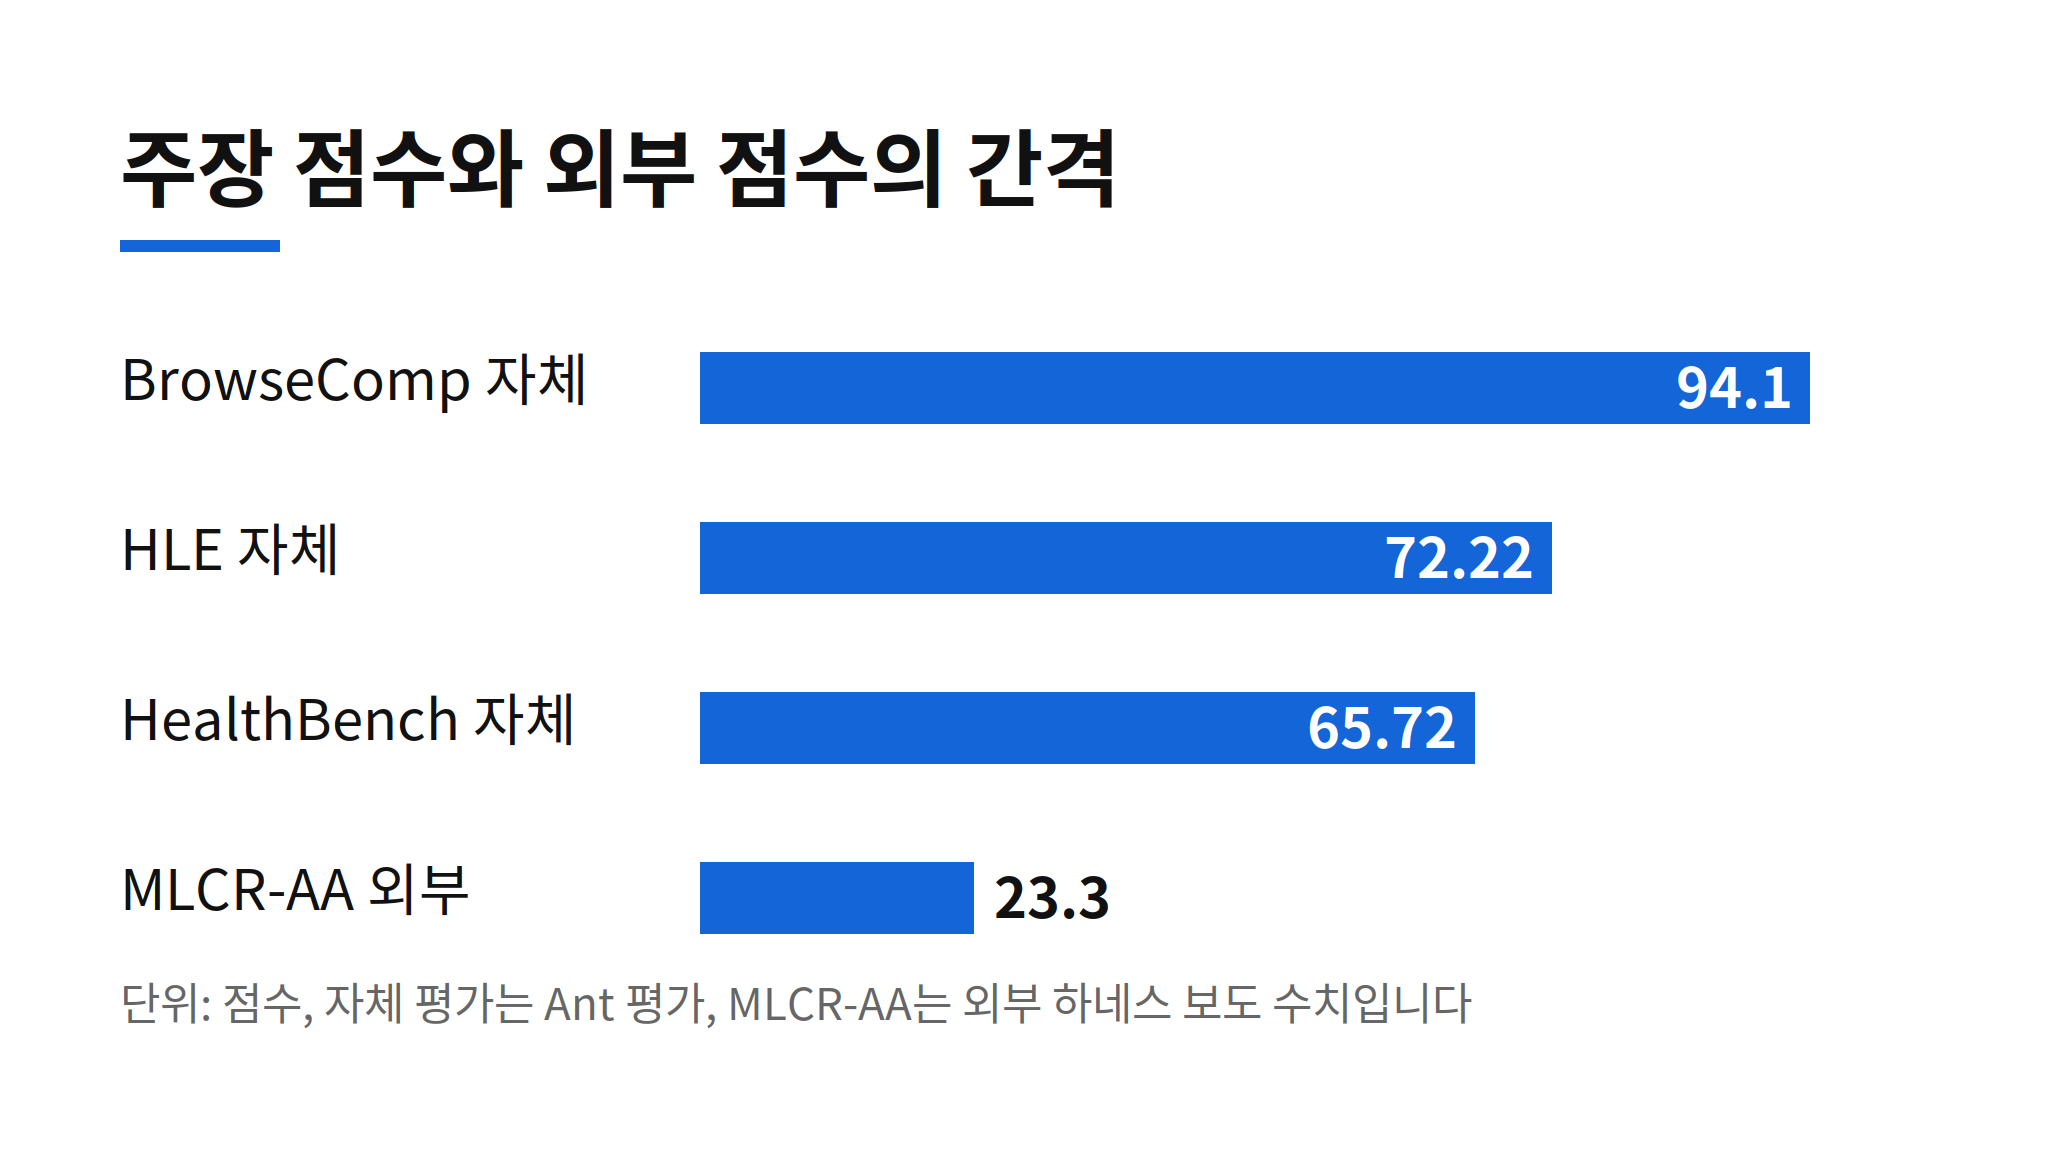 주장 점수와 외부 점수의 간격
BrowseComp 자체 94.1
HLE 자체 72.22
HealthBench 자체 65.72
MLCR-AA 외부 23.3
단위: 점수, 자체 평가는 Ant 평가, MLCR-AA는 외부 하네스 보도 수치입니다